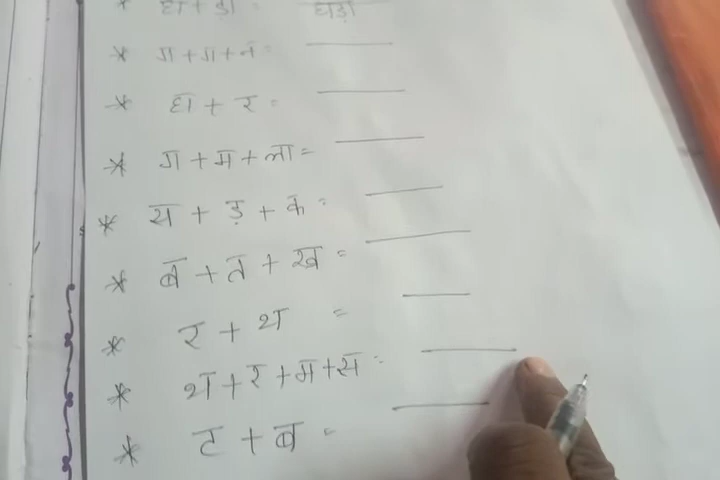 * घ + ड़ा = घड़ा
* ग + ग + न =
* घ + र =
* ग + म + ला =
* स + ड़ + क =
* ब + त + ख =
* र + थ =
* थ + र + म + स =
* ट + ब =